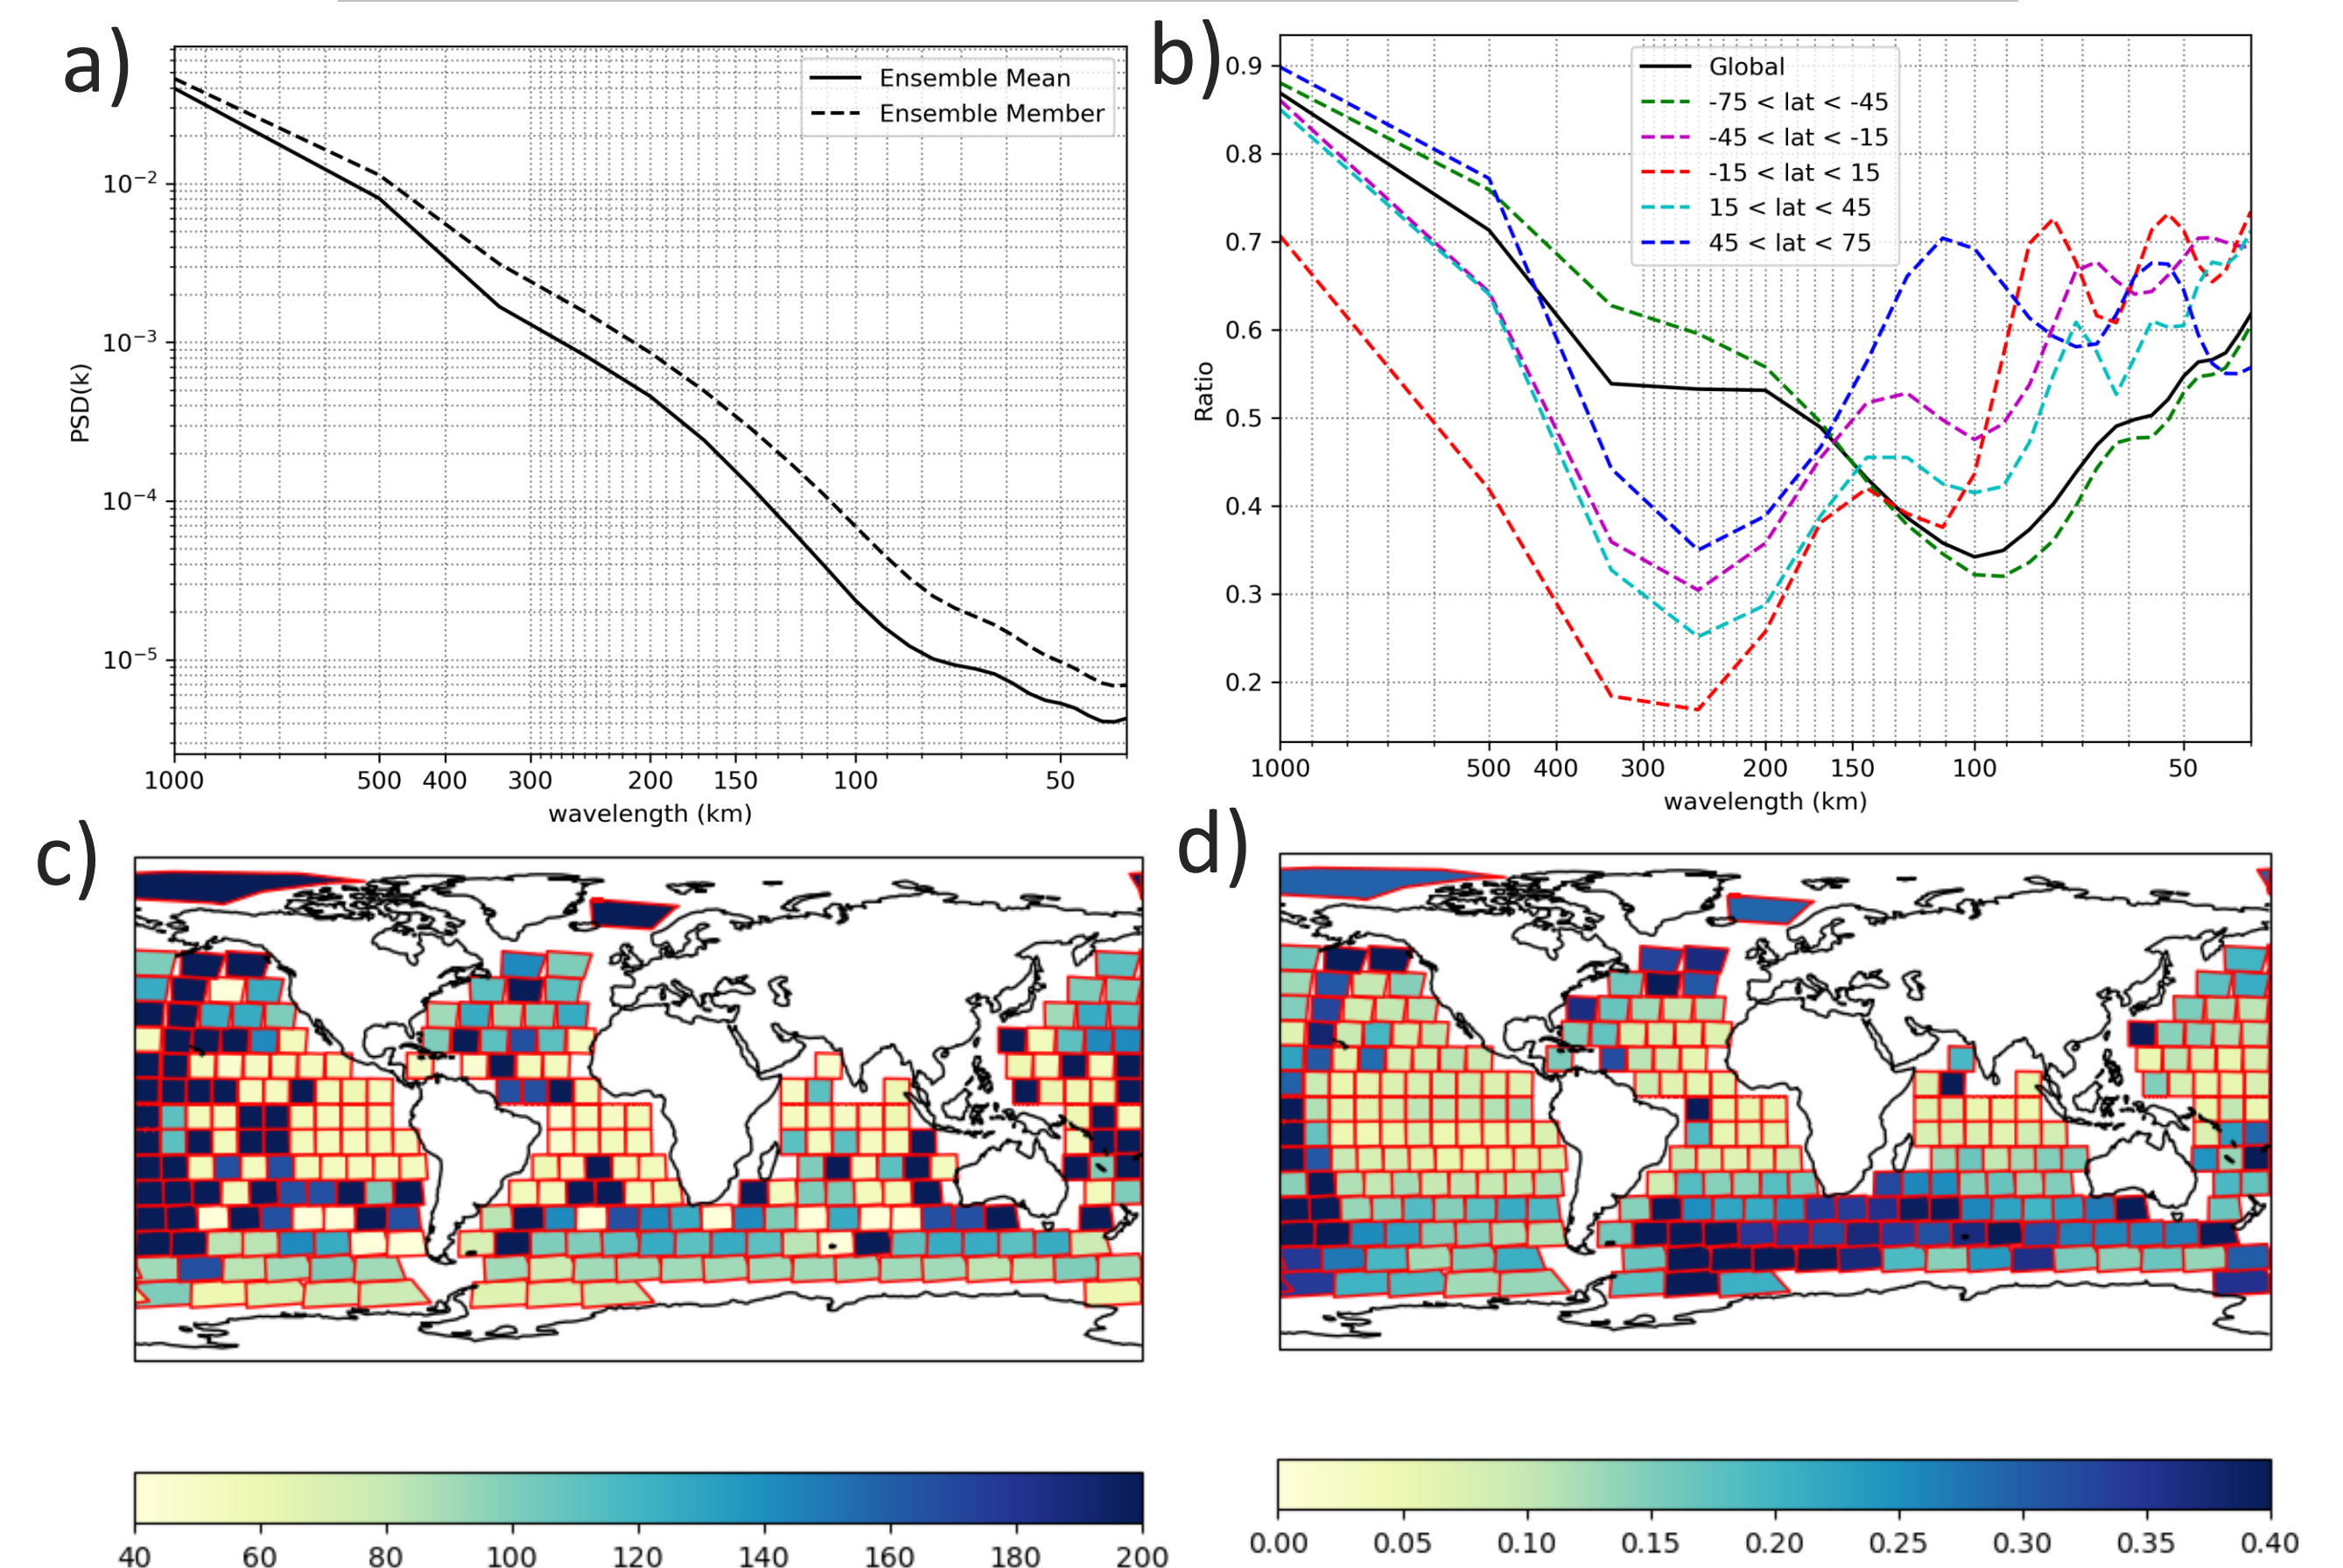 a)
Ensemble Mean
Ensemble Member
10⁻²
10⁻³
10⁻⁴
10⁻⁵
PSD(k)
1000 500 400 300 200 150 100 50
wavelength (km)
b)
Global
-75 < lat < -45
-45 < lat < -15
-15 < lat < 15
15 < lat < 45
45 < lat < 75
0.9
0.8
0.7
0.6
0.5
0.4
0.3
0.2
Ratio
1000 500 400 300 200 150 100 50
wavelength (km)
c)
40 60 80 100 120 140 160 180 200
d)
0.00 0.05 0.10 0.15 0.20 0.25 0.30 0.35 0.40